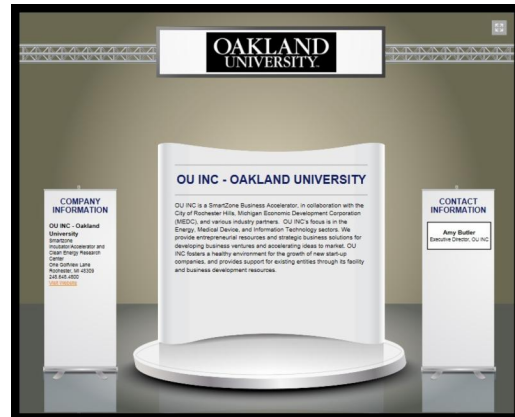 OAKLAND
UNIVERSITY
OU INC - OAKLAND UNIVERSITY
OU INC is a SmartZone Business Accelerator, in collaboration with the
City of Rochester Hills, Michigan Economic Development Corporation
(MEDC), and various industry partners. OU INC's focus is in the
Energy, Medical Device, and Information Technology sectors. We
provide entrepreneurial resources and strategic business solutions for
developing business ventures and accelerating ideas to market. OU
INC fosters a healthy environment for the growth of new start-up
companies, and provides support for existing entities through its facility
and business development resources.
COMPANY
INFORMATION
OU INC - Oakland
University
Smartzone
Incubator/Accelerator and
Clean Energy Research
Center
One Golfview Lane
Rochester, MI 48309
248.648.4800
Visit Website
CONTACT
INFORMATION
Amy Butler
Executive Director, OU INC